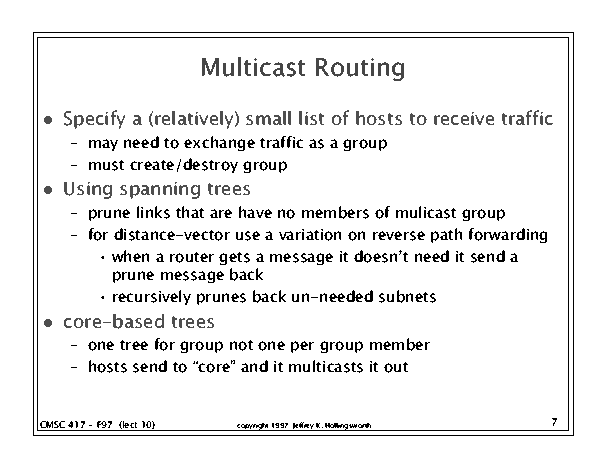 Multicast Routing
● Specify a (relatively) small list of hosts to receive traffic
– may need to exchange traffic as a group
– must create/destroy group
● Using spanning trees
– prune links that are have no members of mulicast group
– for distance-vector use a variation on reverse path forwarding
• when a router gets a message it doesn't need it send a
prune message back
• recursively prunes back un-needed subnets
● core-based trees
– one tree for group not one per group member
– hosts send to "core" and it multicasts it out
CMSC 417 - F97 (lect 10)
copyright 1997 Jeffrey K. Hollingsworth
7